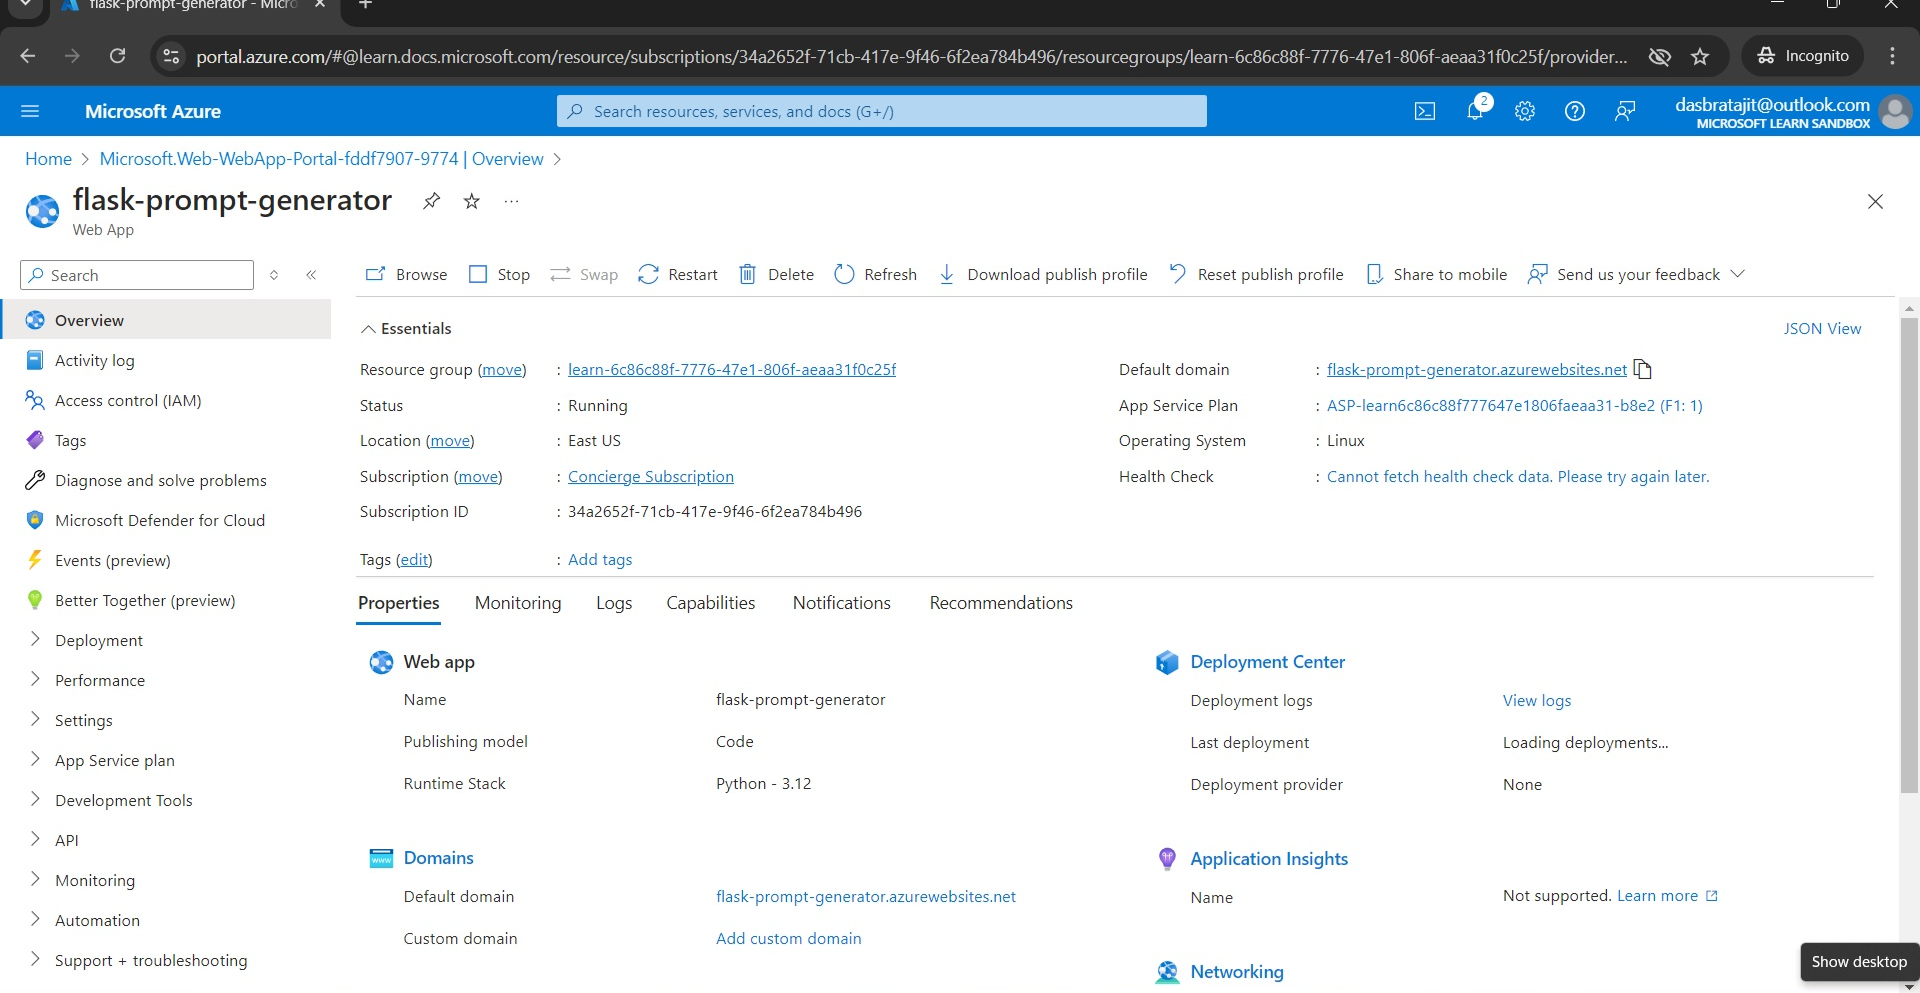 flask-prompt-generator - Micro
portal.azure.com/#@learn.docs.microsoft.com/resource/subscriptions/34a2652f-71cb-417e-9f46-6f2ea784b496/resourcegroups/learn-6c86c88f-7776-47e1-806f-aeaa31f0c25f/provider...
Incognito
Microsoft Azure
Search resources, services, and docs (G+/)
2
dasbratajit@outlook.com
MICROSOFT LEARN SANDBOX
Home > Microsoft.Web-WebApp-Portal-fddf7907-9774 | Overview >
flask-prompt-generator
Web App
Search
Browse Stop Swap Restart Delete Refresh Download publish profile Reset publish profile Share to mobile Send us your feedback
Overview
Activity log
Access control (IAM)
Tags
Diagnose and solve problems
Microsoft Defender for Cloud
Events (preview)
Better Together (preview)
Deployment
Performance
Settings
App Service plan
Development Tools
API
Monitoring
Automation
Support + troubleshooting
Essentials
JSON View
Resource group (move) : learn-6c86c88f-7776-47e1-806f-aeaa31f0c25f
Status : Running
Location (move) : East US
Subscription (move) : Concierge Subscription
Subscription ID : 34a2652f-71cb-417e-9f46-6f2ea784b496
Tags (edit) : Add tags
Default domain : flask-prompt-generator.azurewebsites.net
App Service Plan : ASP-learn6c86c88f777647e1806faeaa31-b8e2 (F1: 1)
Operating System : Linux
Health Check : Cannot fetch health check data. Please try again later.
Properties Monitoring Logs Capabilities Notifications Recommendations
Web app
Name flask-prompt-generator
Publishing model Code
Runtime Stack Python - 3.12
Domains
Default domain flask-prompt-generator.azurewebsites.net
Custom domain Add custom domain
Deployment Center
Deployment logs View logs
Last deployment Loading deployments...
Deployment provider None
Application Insights
Name Not supported. Learn more
Networking
Show desktop